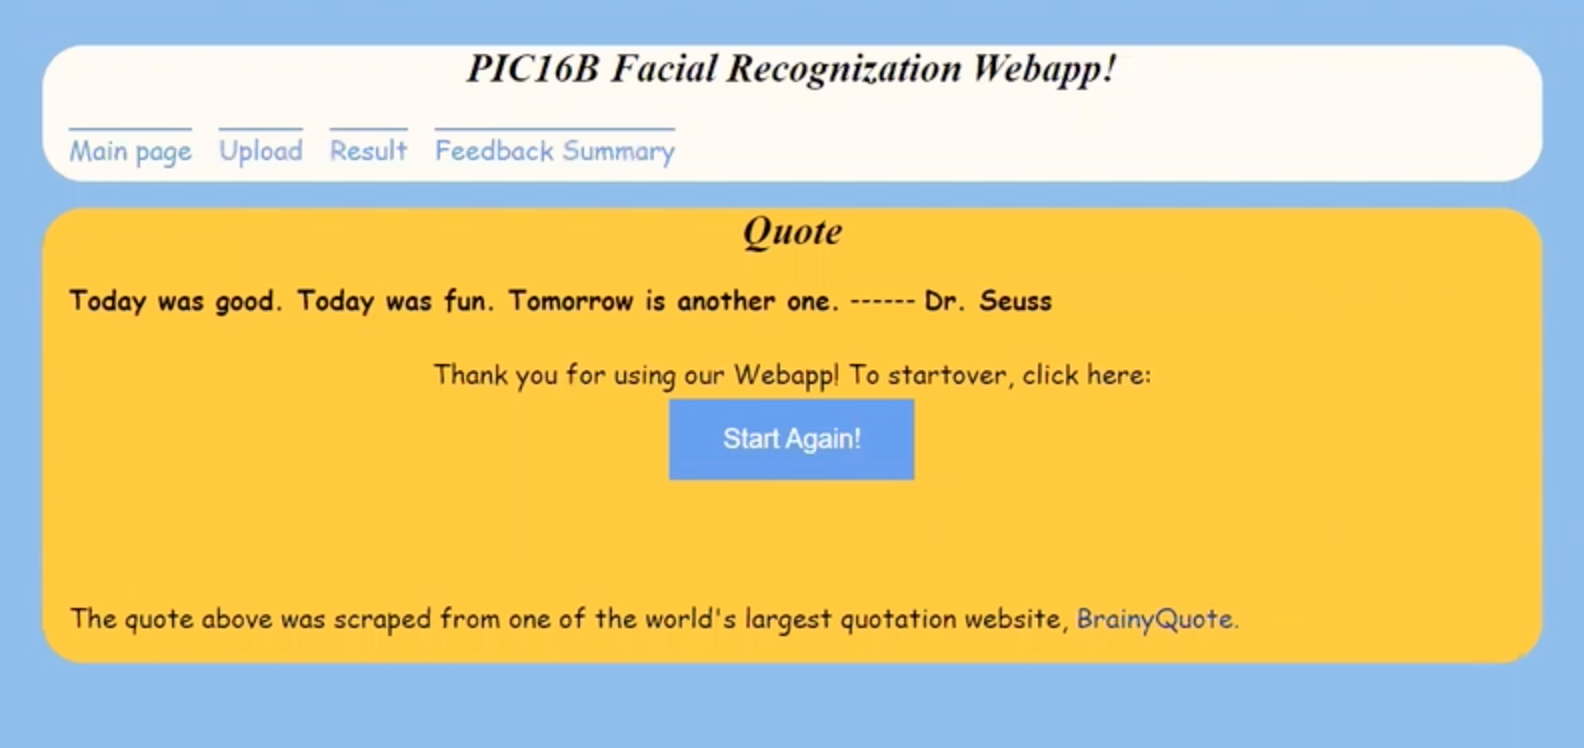 PIC16B Facial Recognization Webapp!
Main page Upload Result Feedback Summary
Quote
Today was good. Today was fun. Tomorrow is another one. ------ Dr. Seuss
Thank you for using our Webapp! To startover, click here:
Start Again!
The quote above was scraped from one of the world's largest quotation website, BrainyQuote.